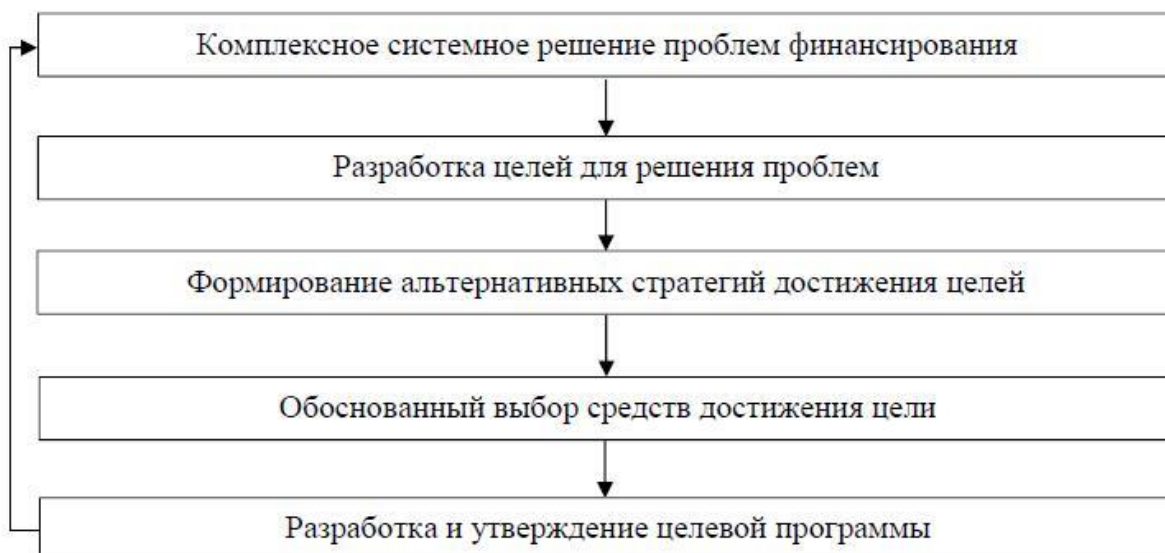 Комплексное системное решение проблем финансирования
Разработка целей для решения проблем
Формирование альтернативных стратегий достижения целей
Обоснованный выбор средств достижения цели
Разработка и утверждение целевой программы